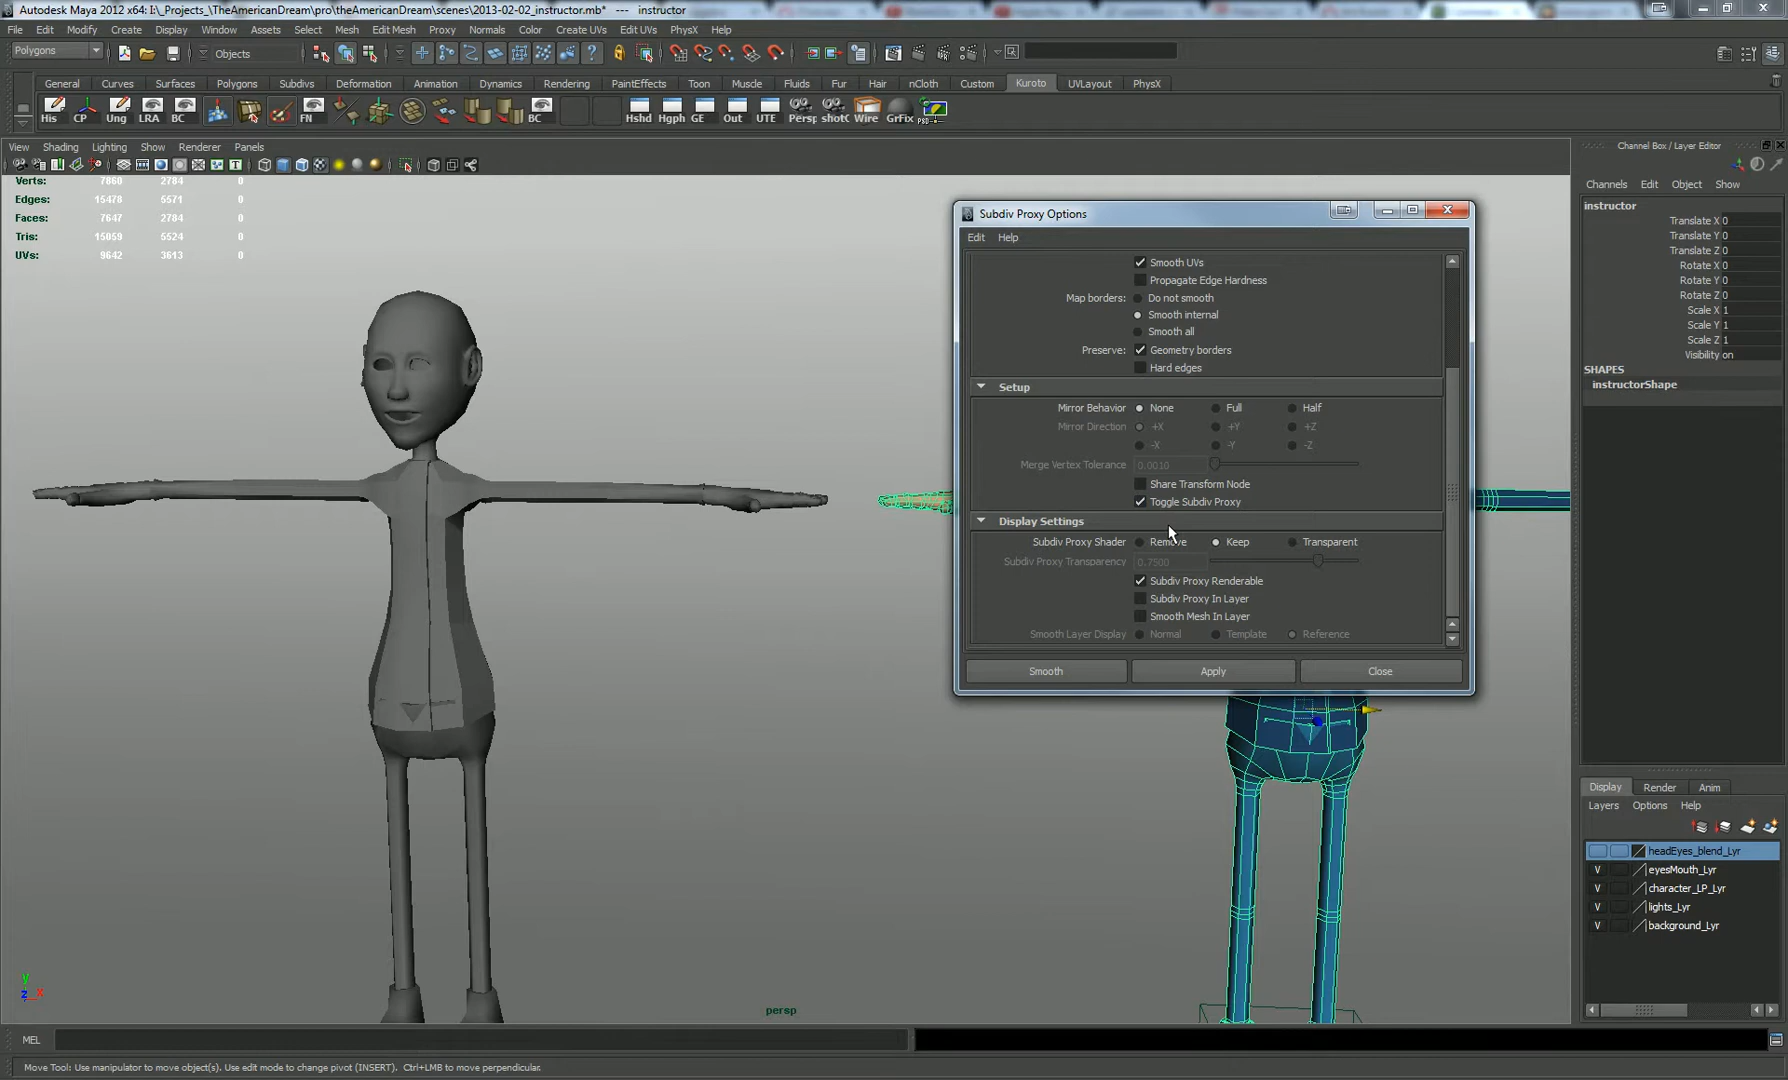 Autodesk Maya 2012 x64: I:\_Projects_\TheAmericanDream\pro\theAmericanDream\scenes\2013-02-02_instructor.mb* --- instructor
File Edit Modify Create Display Window Assets Select Mesh Edit Mesh Proxy Normals Color Create UVs Edit UVs PhysX Help
Polygons Objects
General Curves Surfaces Polygons Subdivs Deformation Animation Dynamics Rendering PaintEffects Toon Muscle Fluids Fur Hair nCloth Custom Kuroto UVLayout PhysX
His CP Ung LRA BC FN BC Hshd Hgph GE Out UTE Persp shotC Wire GrFix
View Shading Lighting Show Renderer Panels
Channel Box / Layer Editor
Channels Edit Object Show
Verts: 7860 2784 0
Edges: 15478 5571 0
Faces: 7647 2784 0
Tris: 15059 5524 0
UVs: 9642 3613 0
Subdiv Proxy Options
Edit Help
Smooth UVs
Propagate Edge Hardness
Map borders: Do not smooth
Smooth internal
Smooth all
Preserve: Geometry borders
Hard edges
Setup
Mirror Behavior None Full Half
Mirror Direction +X +Y +Z
-X -Y -Z
Merge Vertex Tolerance 0.0010
Share Transform Node
Toggle Subdiv Proxy
Display Settings
Subdiv Proxy Shader Remove Keep Transparent
Subdiv Proxy Transparency 0.7500
Subdiv Proxy Renderable
Subdiv Proxy In Layer
Smooth Mesh In Layer
Smooth Layer Display Normal Template Reference
Smooth Apply Close
instructor
Translate X 0
Translate Y 0
Translate Z 0
Rotate X 0
Rotate Y 0
Rotate Z 0
Scale X 1
Scale Y 1
Scale Z 1
Visibility on
SHAPES
instructorShape
Display Render Anim
Layers Options Help
headEyes_blend_Lyr
V eyesMouth_Lyr
V character_LP_Lyr
V lights_Lyr
V background_Lyr
y
z x
persp
MEL
Move Tool: Use manipulator to move object(s). Use edit mode to change pivot (INSERT). Ctrl+LMB to move perpendicular.